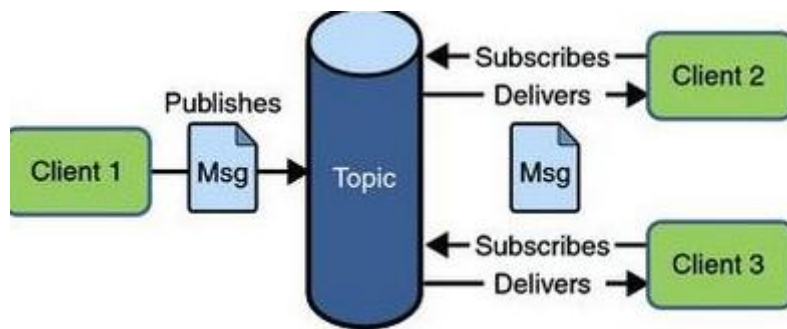 Publishes
Client 1
Msg
Topic
Subscribes
Delivers
Client 2
Msg
Subscribes
Delivers
Client 3